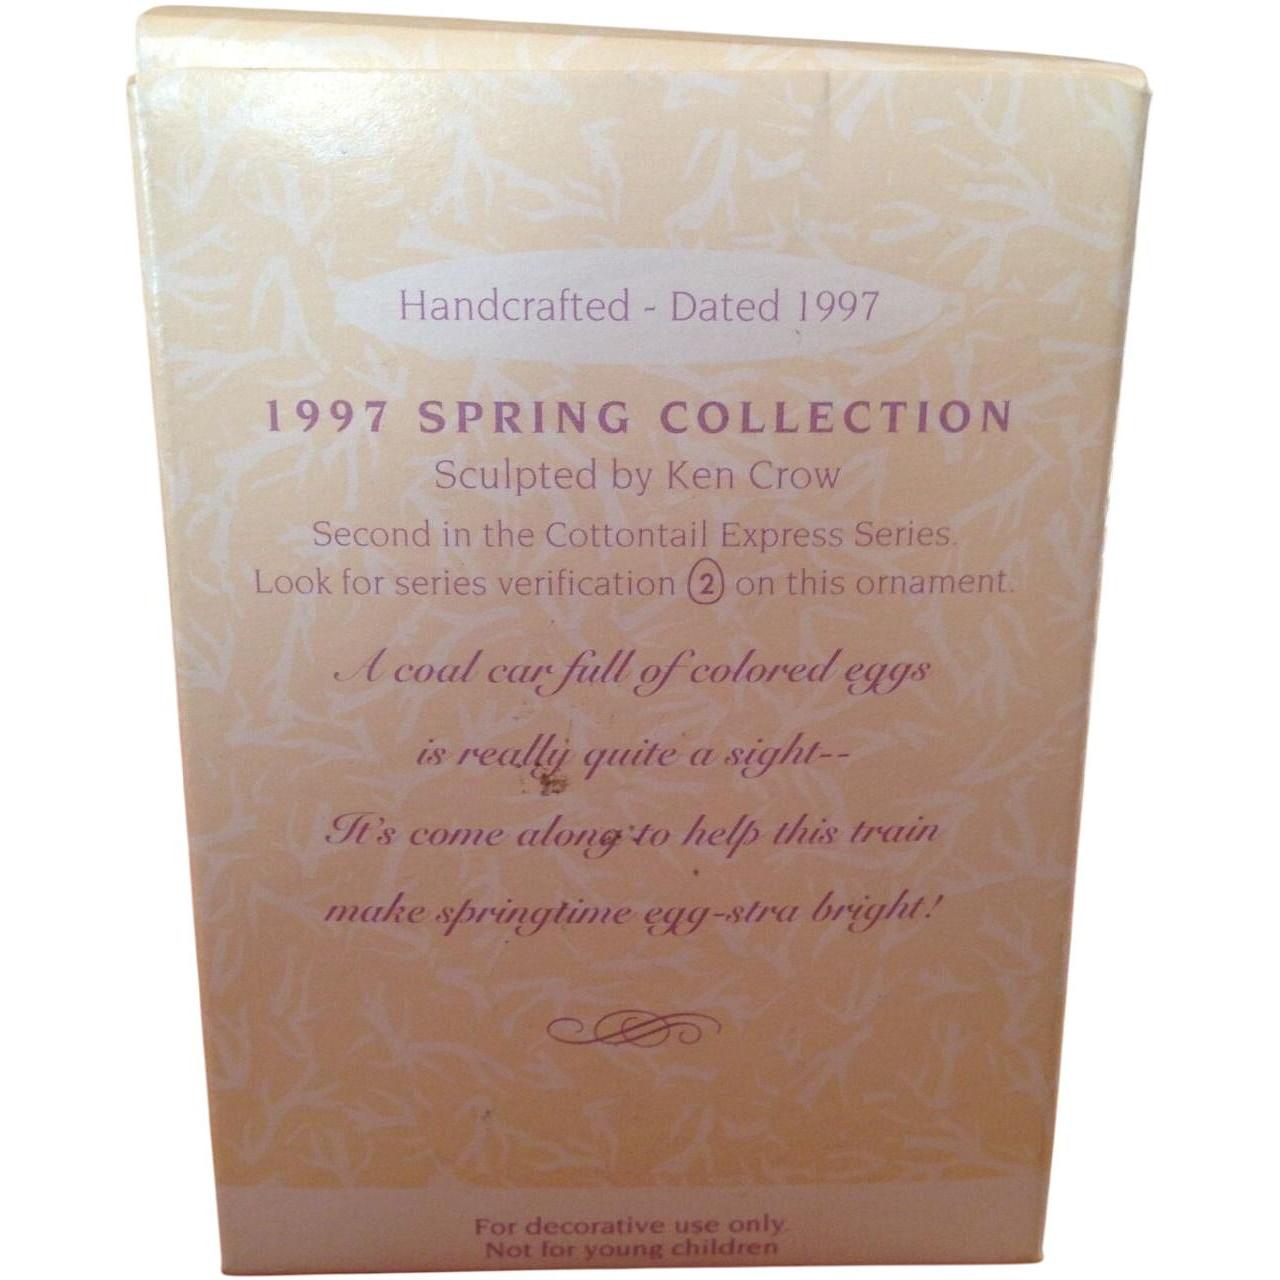 Handcrafted - Dated 1997
1997 SPRING COLLECTION
Sculpted by Ken Crow
Second in the Cottontail Express Series.
Look for series verification 2 on this ornament.
A coal car full of colored eggs
is really quite a sight--
It's come along to help this train
make springtime egg-stra bright!
For decorative use only.
Not for young children